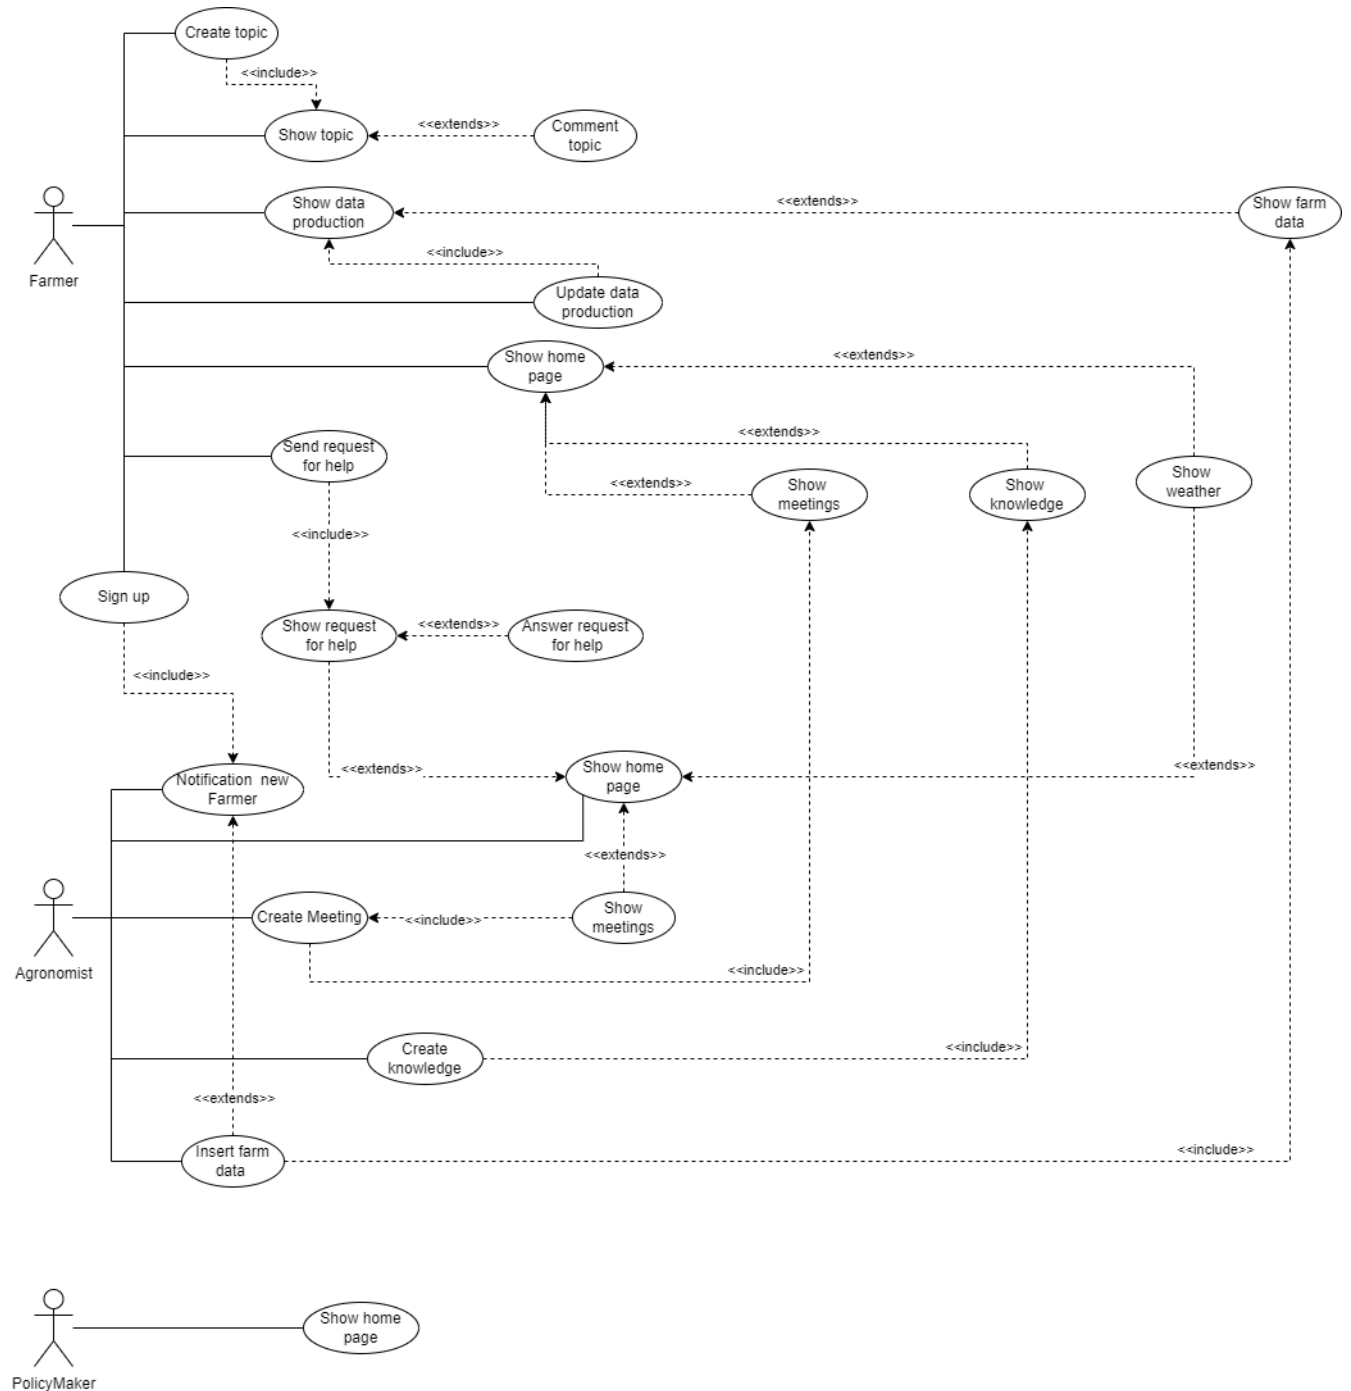 Create topic
<<include>>
Show topic
<<extends>>
Comment
topic
Show data
production
<<extends>>
Show farm
data
Farmer
<<include>>
Update data
production
Show home
page
<<extends>>
Send request
for help
<<extends>>
<<extends>>
Show
meetings
Show
knowledge
Show
weather
<<include>>
Sign up
Show request
for help
<<extends>>
Answer request
for help
<<include>>
Notification  new
Farmer
<<extends>>
Show home
page
<<extends>>
<<extends>>
Agronomist
Create Meeting
<<include>>
Show
meetings
<<include>>
Create
knowledge
<<include>>
<<extends>>
Insert farm
data
<<include>>
PolicyMaker
Show home
page